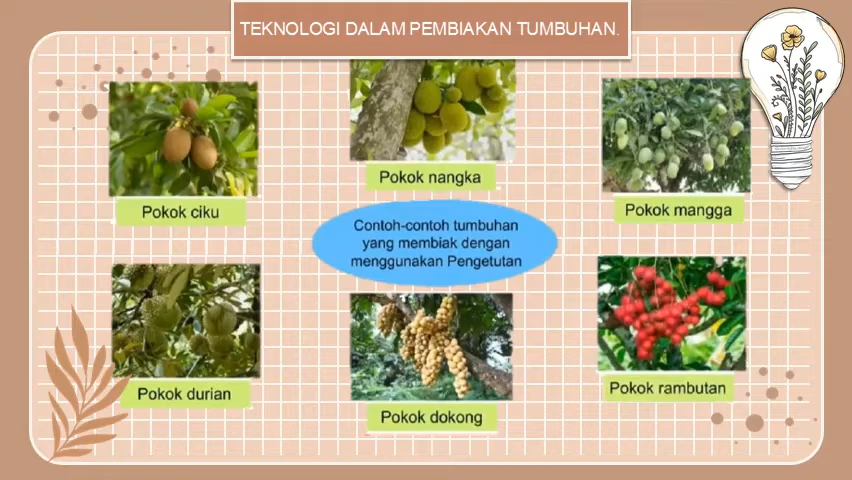 TEKNOLOGI DALAM PEMBIAKAN TUMBUHAN.
Pokok nangka
Pokok ciku
Pokok mangga
Contoh-contoh tumbuhan
yang membiak dengan
menggunakan Pengetutan
Pokok durian
Pokok dokong
Pokok rambutan